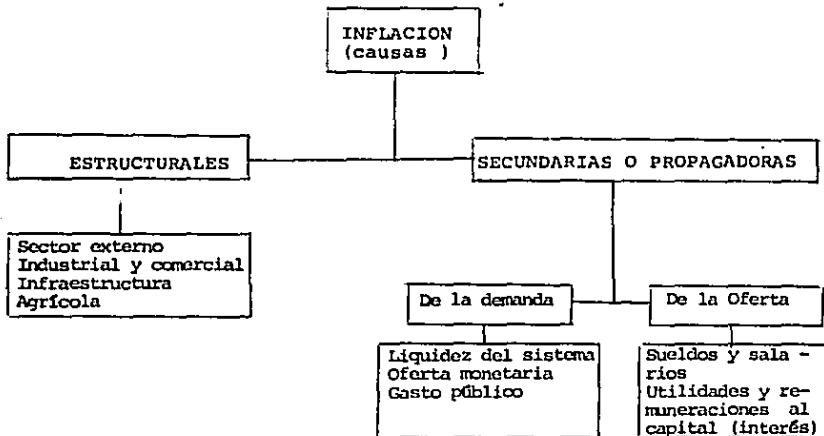 INFLACION
(causas )
ESTRUCTURALES
SECUNDARIAS O PROPAGADORAS
Sector externo
Industrial y comercial
Infraestructura
Agrícola
De la demanda
De la Oferta
Liquidez del sistema
Oferta monetaria
Gasto público
Sueldos y sala -
rios
Utilidades y re-
muneraciones al
capital (interés)